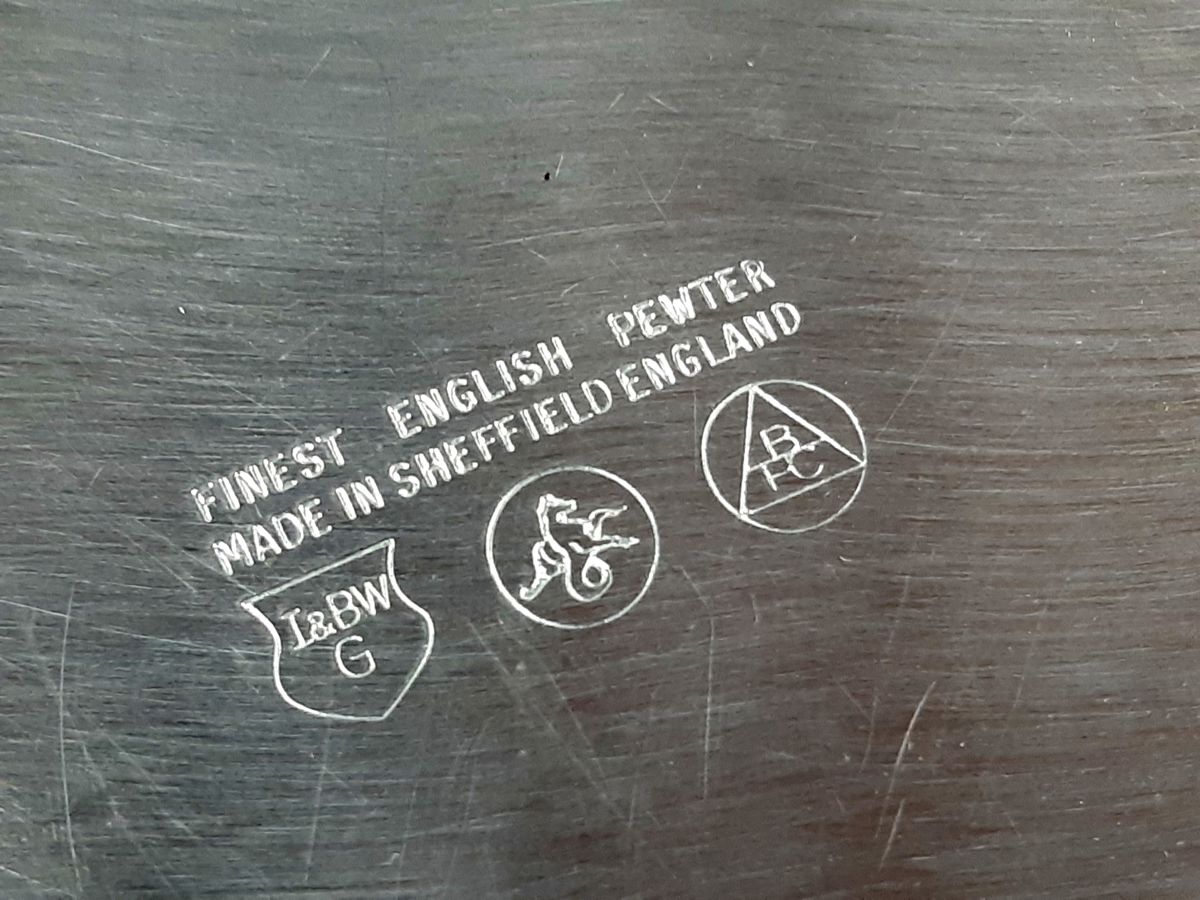 FINEST ENGLISH PEWTER
MADE IN SHEFFIELD ENGLAND
I&BW
G
B
PC